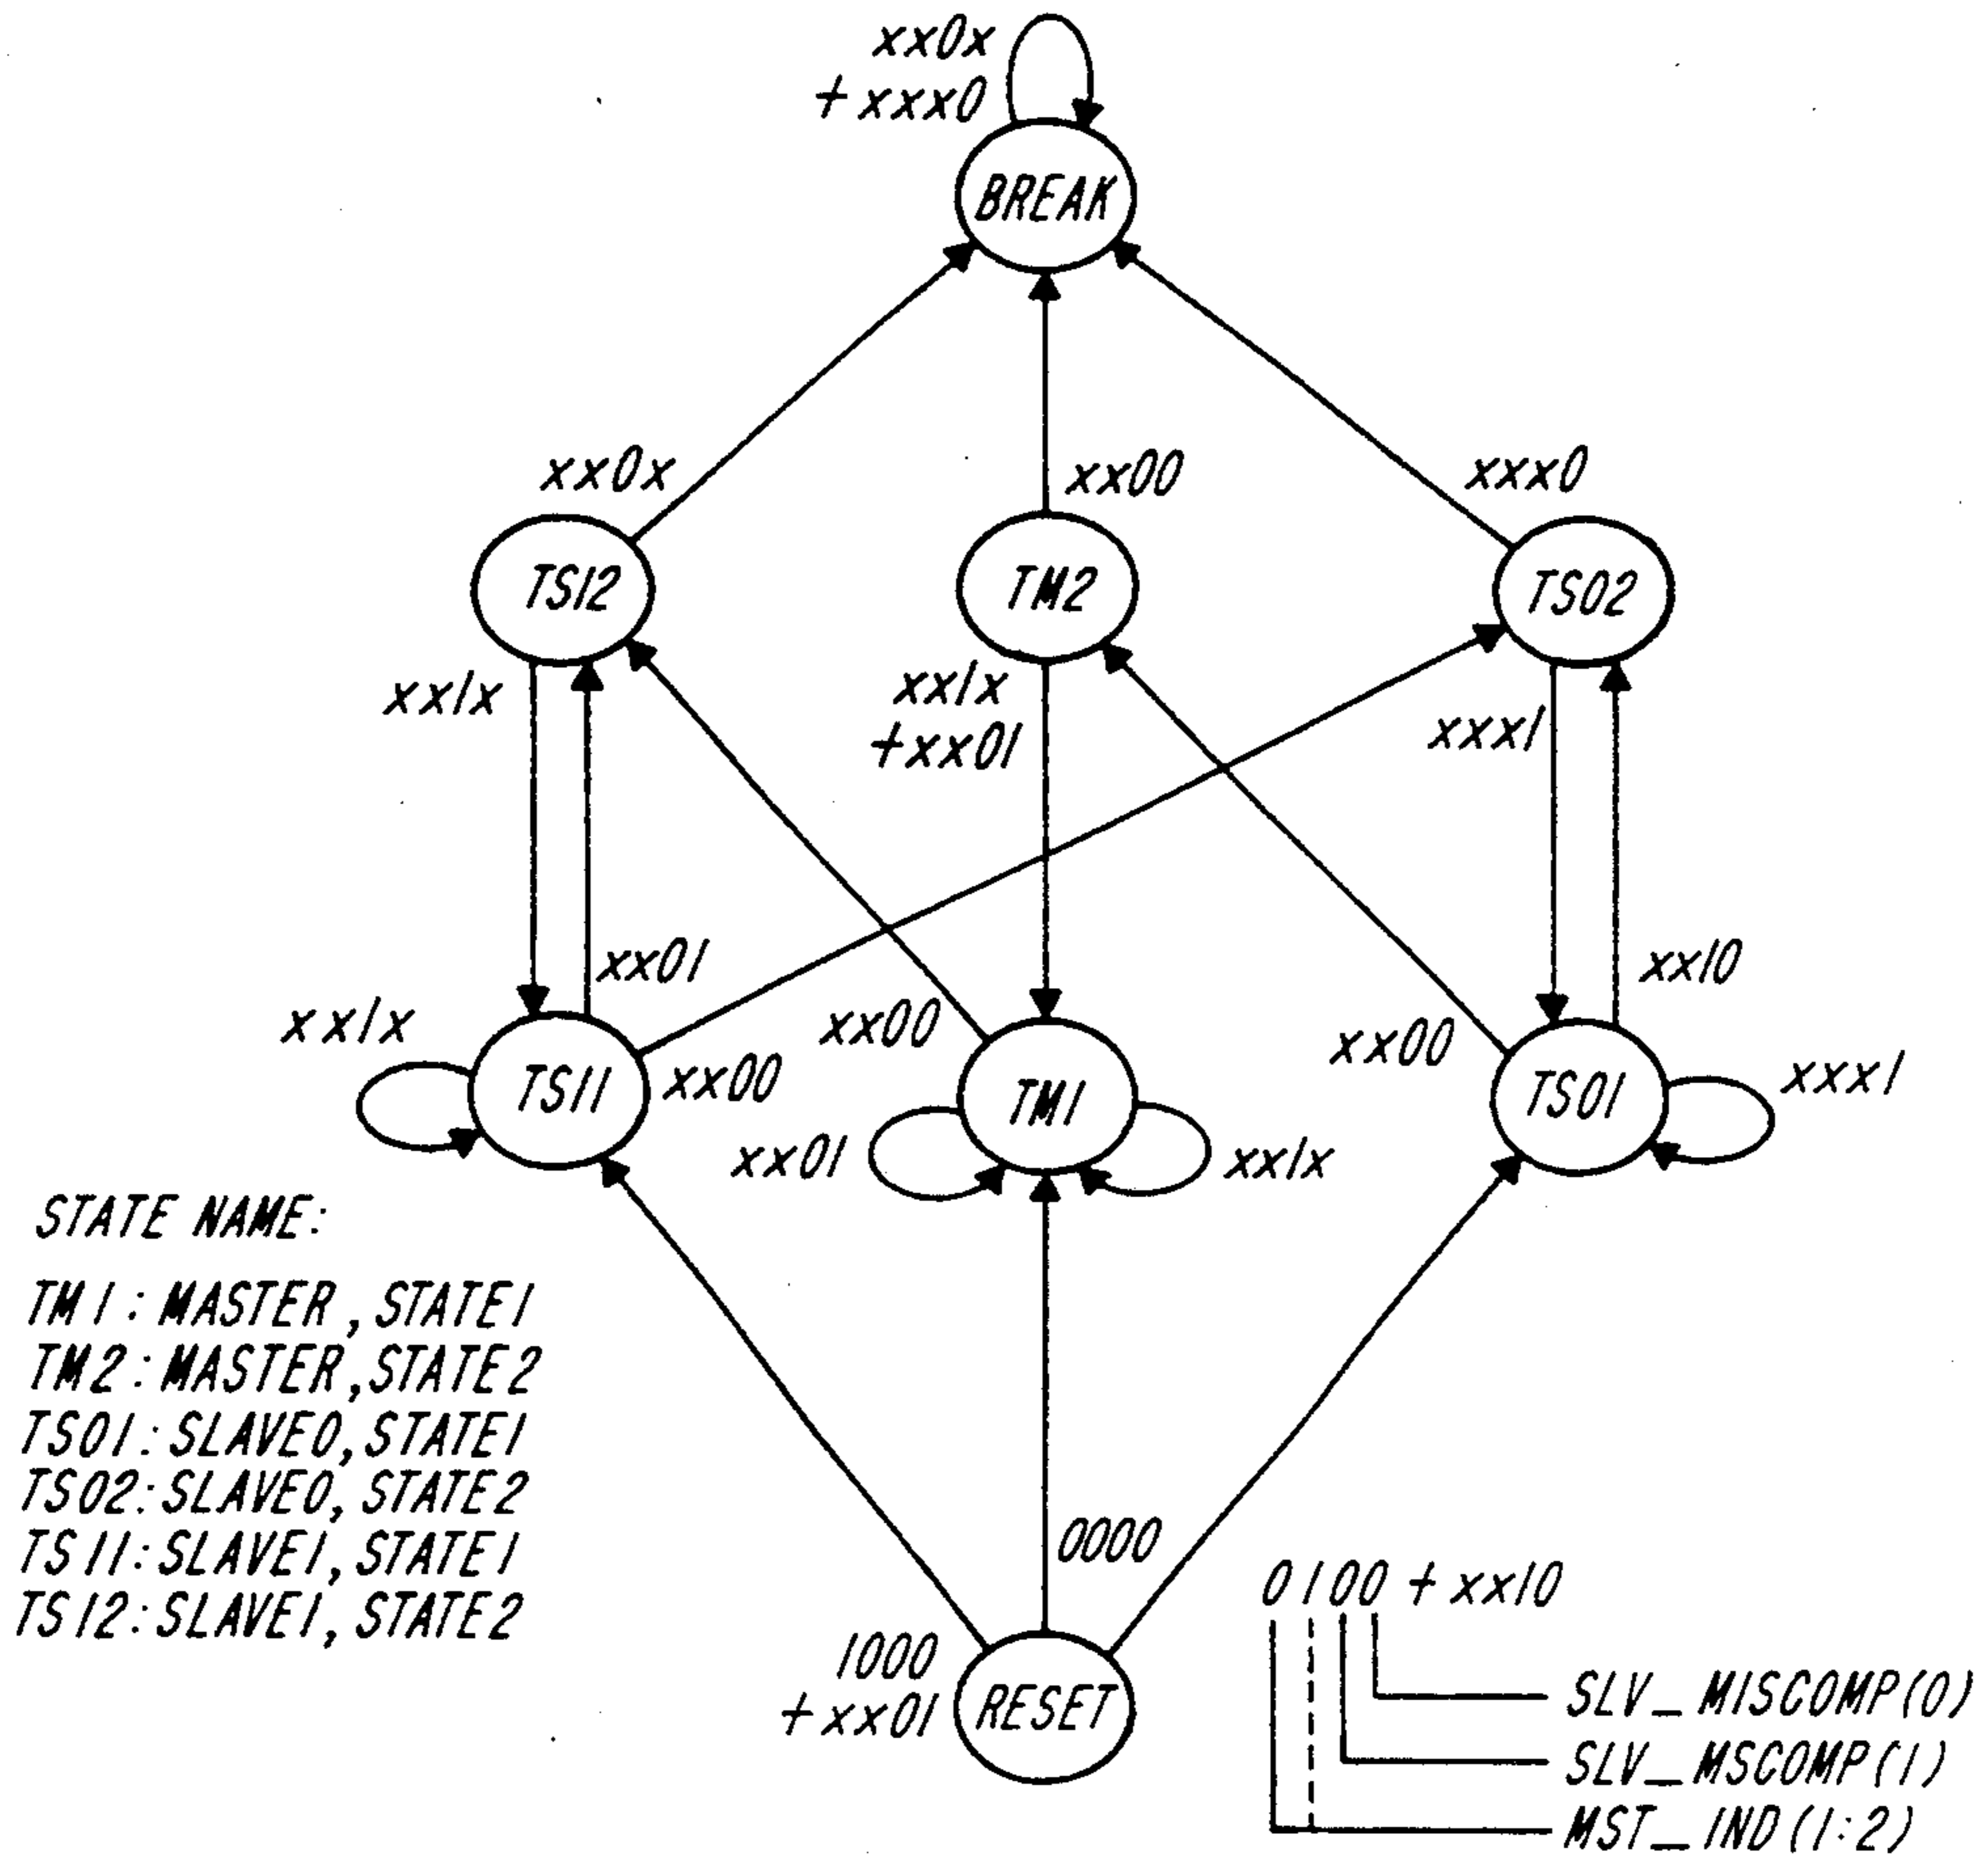 xx0x
+xxx0
BREAK
xx0x
xx00
xxx0
TS12
TM2
TS02
xx1x
xx1x
+xx01
xxx1
xx01
xx10
xx1x
xx00
xx00
TS11
xx00
TM1
TS01
xxx1
xx01
xx1x
STATE NAME:
TM1: MASTER, STATE1
TM2: MASTER, STATE2
TS01: SLAVE0, STATE1
TS02: SLAVE0, STATE2
TS11: SLAVE1, STATE1
TS12: SLAVE1, STATE2
0000
0100 + xx10
1000
+xx01
RESET
SLV_MISCOMP(0)
SLV_MSCOMP(1)
MST_IND(1:2)